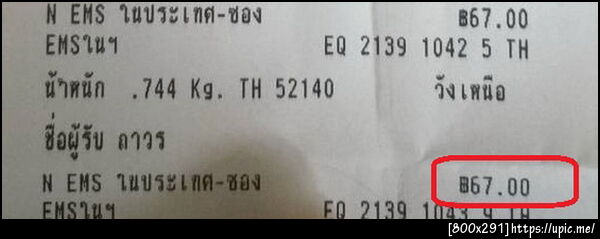 N EMS ในประเทศ-ซอง ฿67.00
EMSในฯ EQ 2139 1042 5 TH
น้ำหนัก .744 Kg. TH 52140 วังเหนือ
ชื่อผู้รับ ถาวร
N EMS ในประเทศ-ซอง ฿67.00
EMSในฯ EQ 2139 1043 9 TH
[800x291]https://upic.me/